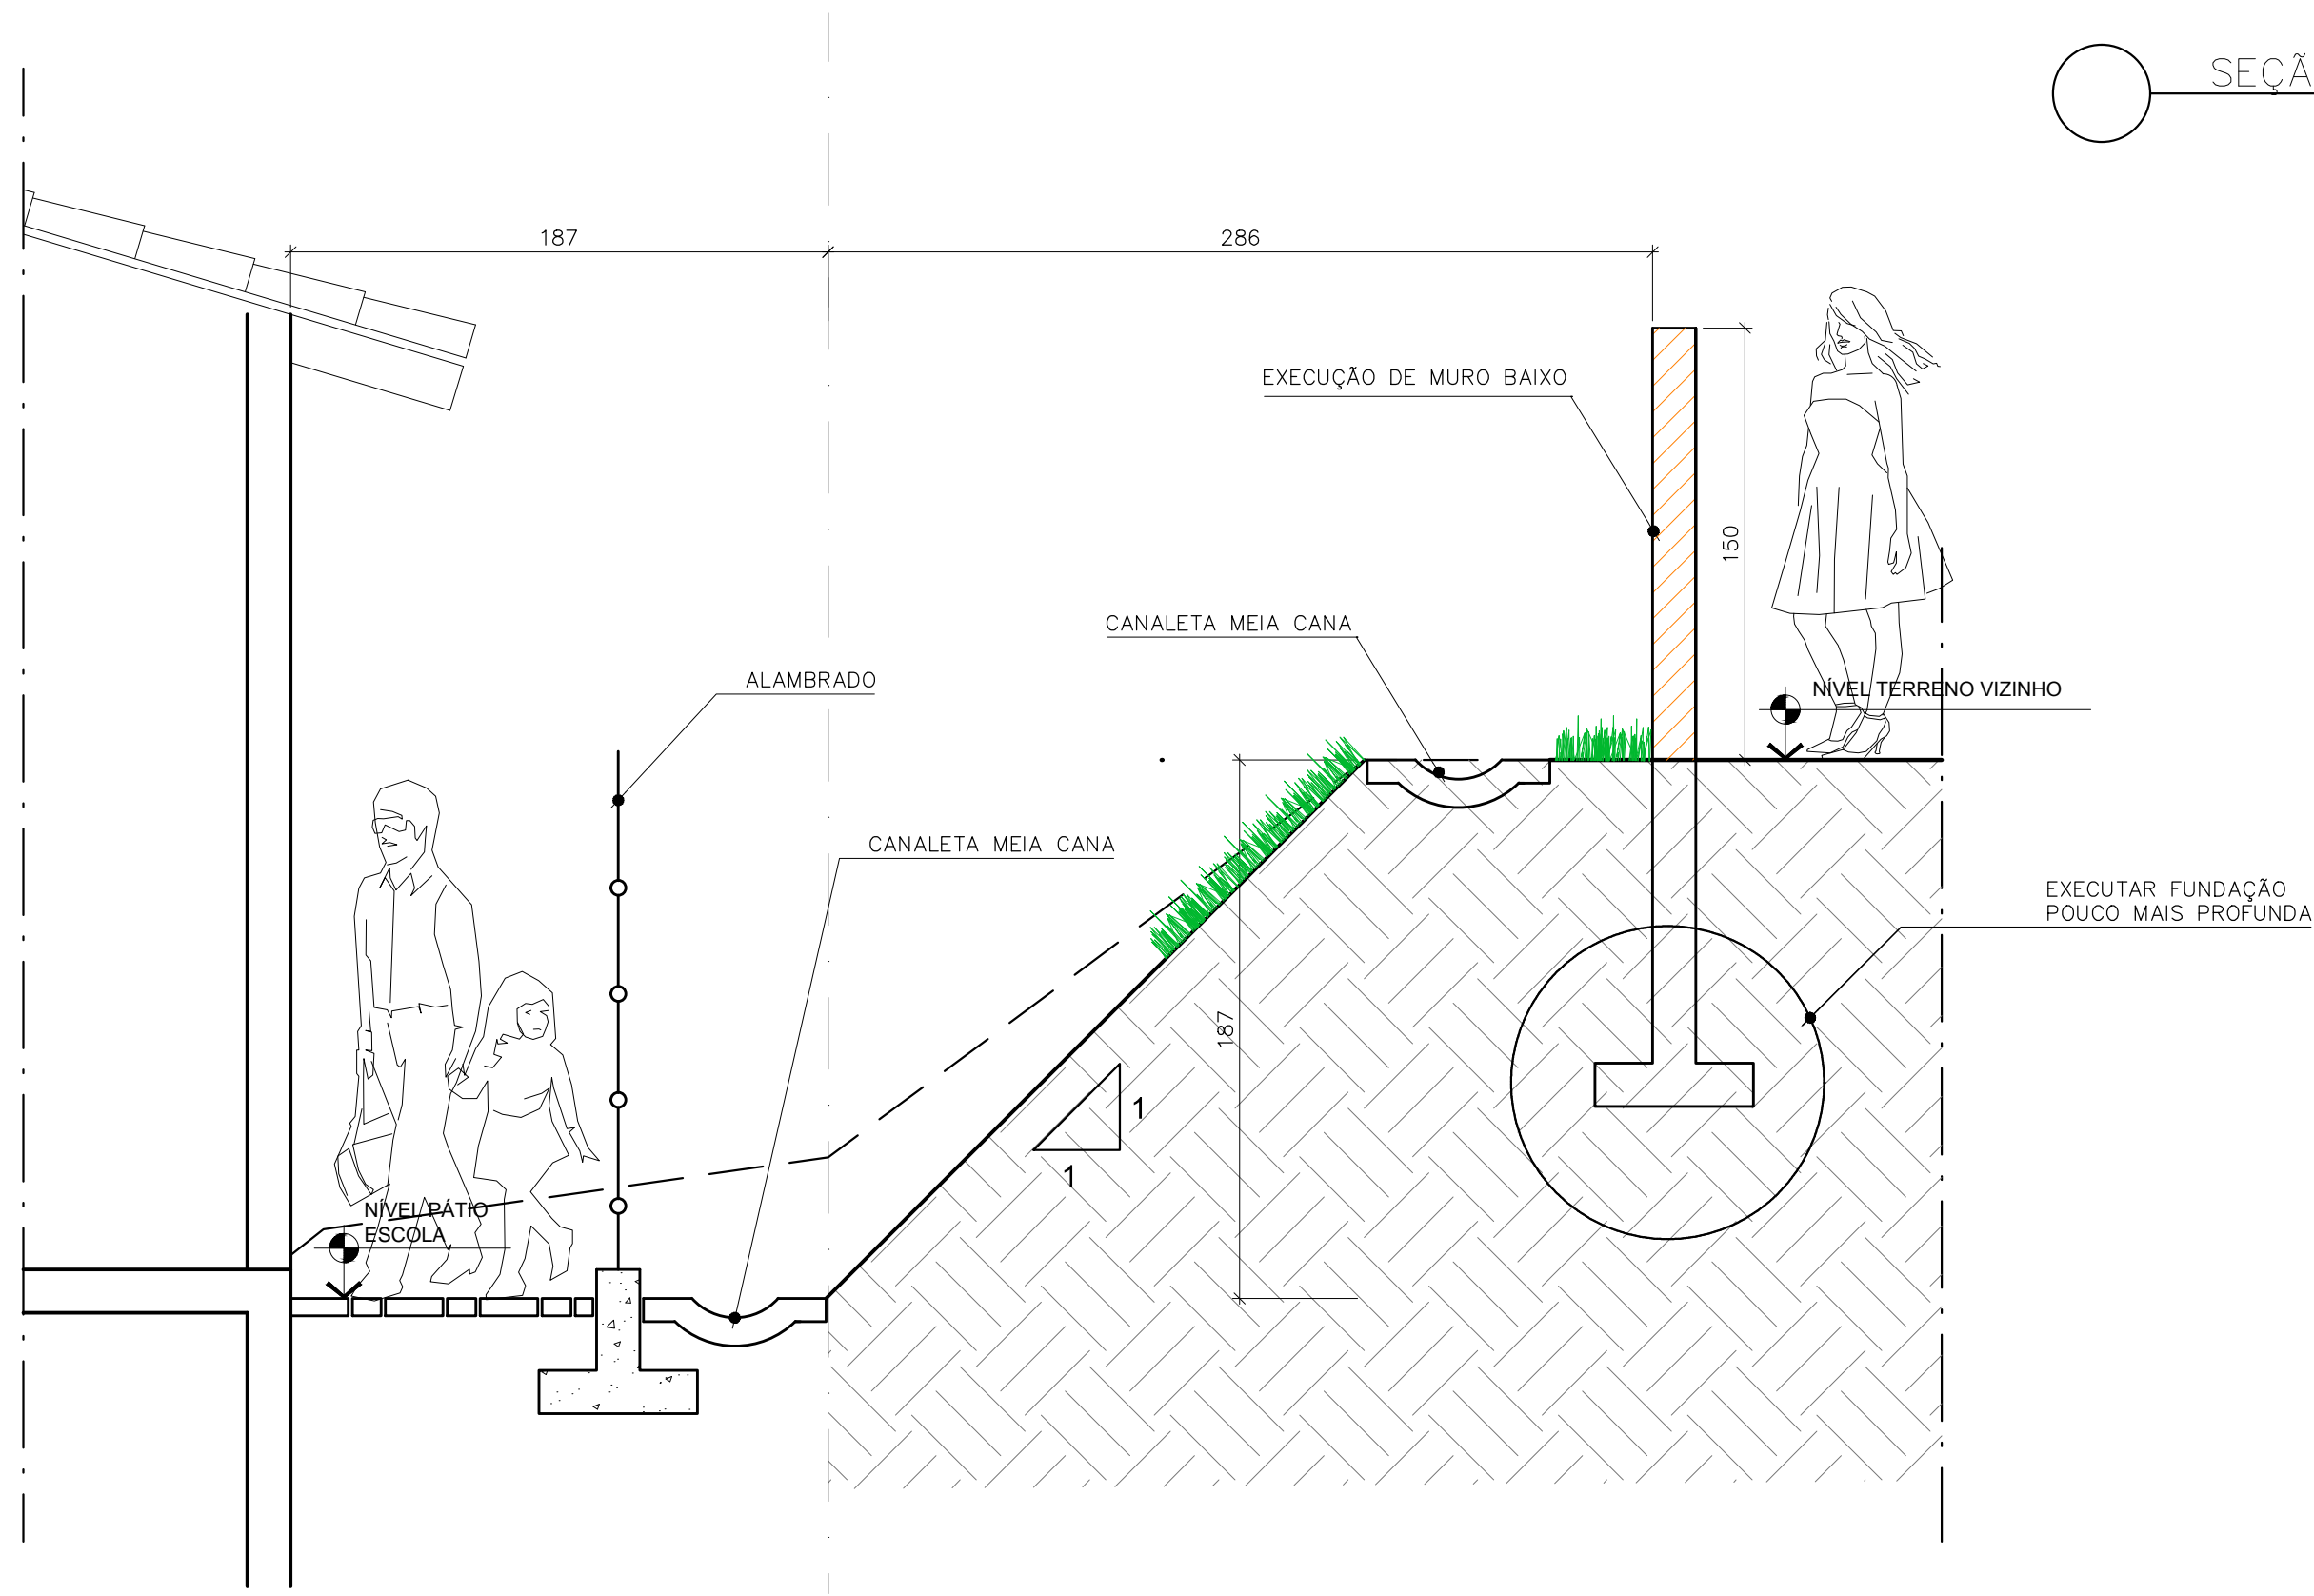 SEÇÃ
187
286
EXECUÇÃO DE MURO BAIXO
150
CANALETA MEIA CANA
ALAMBRADO
NÍVEL TERRENO VIZINHO
CANALETA MEIA CANA
EXECUTAR FUNDAÇÃO
POUCO MAIS PROFUNDA
187
1
1
NÍVEL PÁTIO
ESCOLA